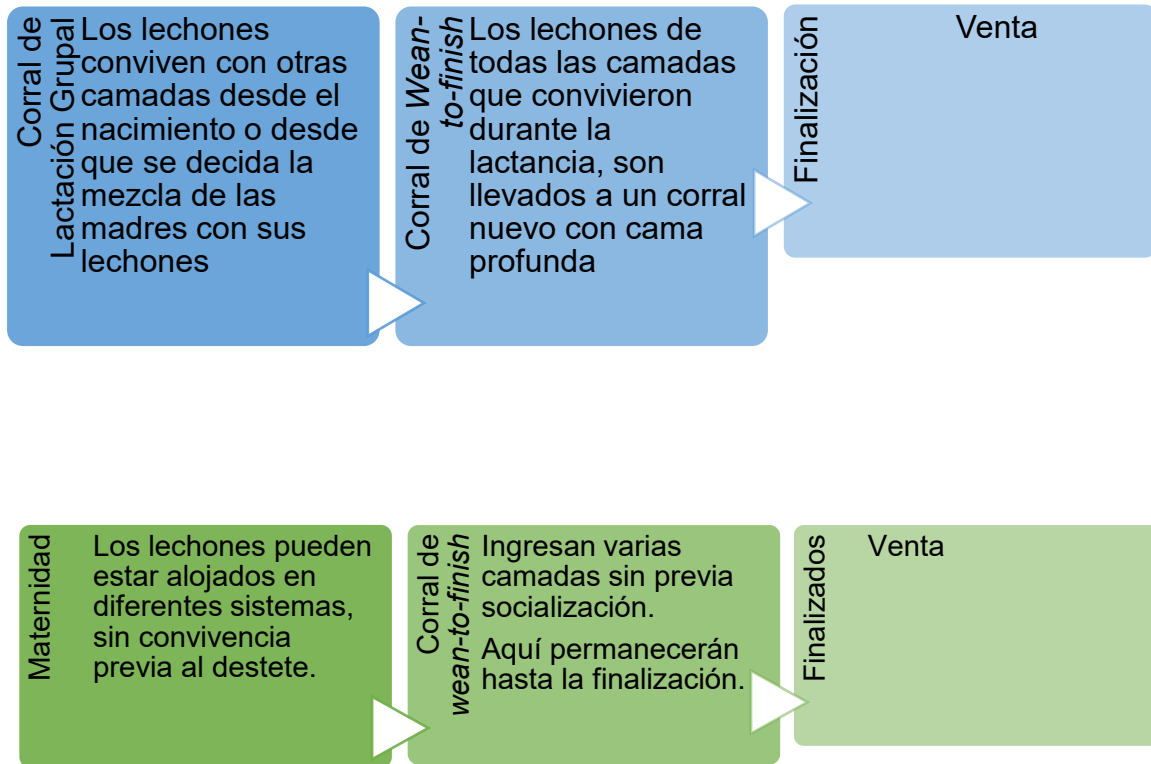 Corral de
Lactación Grupal
Los lechones
conviven con otras
camadas desde el
nacimiento o desde
que se decida la
mezcla de las
madres con sus
lechones
Corral de Wean-
to-finish
Los lechones de
todas las camadas
que convivieron
durante la
lactancia, son
llevados a un corral
nuevo con cama
profunda
Finalización
Venta
Maternidad
Los lechones pueden
estar alojados en
diferentes sistemas,
sin convivencia
previa al destete.
Corral de
wean-to-finish
Ingresan varias
camadas sin previa
socialización.
Aquí permanecerán
hasta la finalización.
Finalizados
Venta